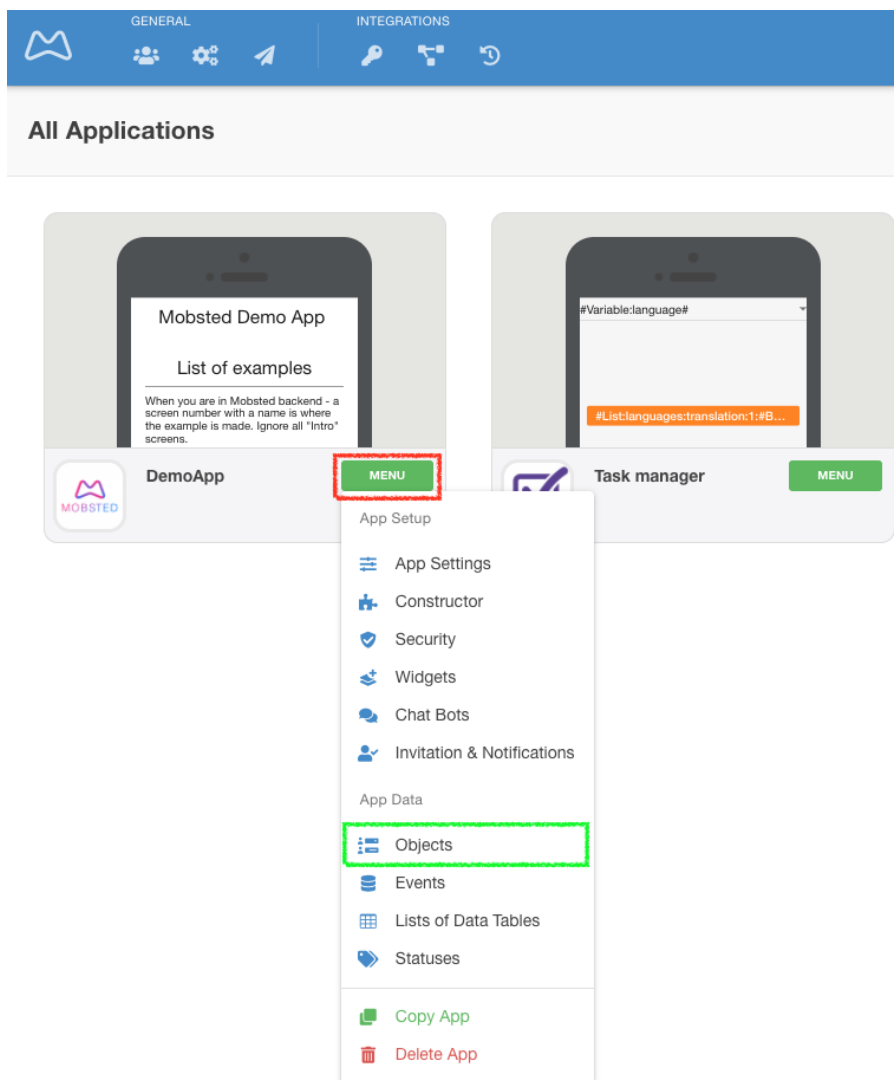 GENERAL
INTEGRATIONS
All Applications
Mobsted Demo App
List of examples
When you are in Mobsted backend - a
screen number with a name is where
the example is made. Ignore all "Intro"
screens.
#Variable:language#
#List:languages:translation:1:#B...
MOBSTED
DemoApp
MENU
Task manager
MENU
App Setup
App Settings
Constructor
Security
Widgets
Chat Bots
Invitation & Notifications
App Data
Objects
Events
Lists of Data Tables
Statuses
Copy App
Delete App